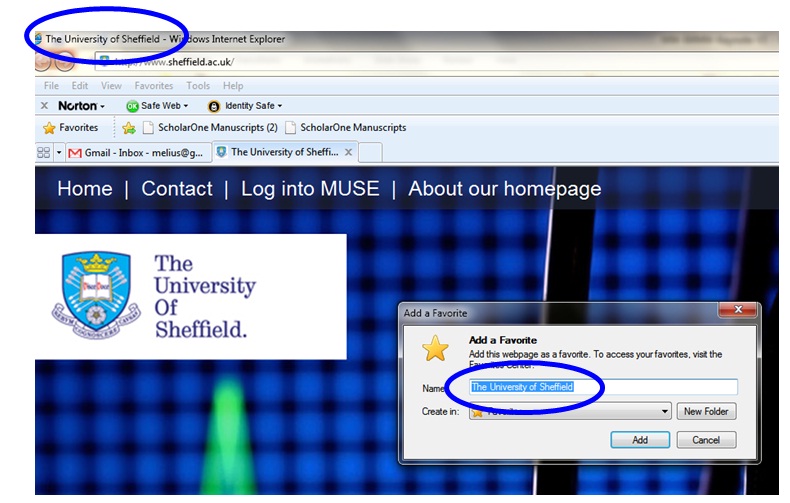 The University of Sheffield - Windows Internet Explorer
http://www.sheffield.ac.uk/
File Edit View Favorites Tools Help
X Norton OK Safe Web Identity Safe
Favorites ScholarOne Manuscripts (2) ScholarOne Manuscripts
Gmail - Inbox - melius@g... The University of Sheffi... X
Home | Contact | Log into MUSE | About our homepage
The
University
Of
Sheffield.
Add a Favorite
Add a Favorite
Add this webpage as a favorite. To access your favorites, visit the
Favorites Center.
Name: The University of Sheffield
Create in: Favorites New Folder
Add Cancel